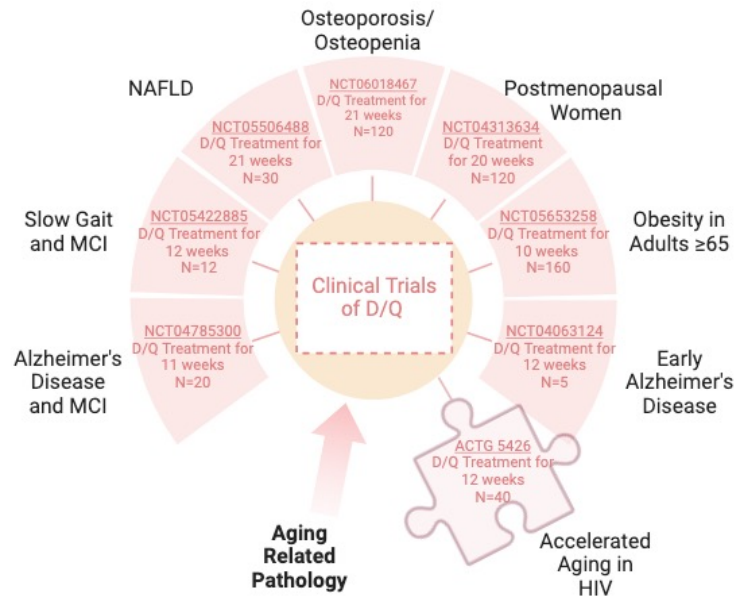 Osteoporosis/
Osteopenia
NAFLD
Postmenopausal
Women
NCT06018467
D/Q Treatment for
21 weeks
N=120
NCT05506488
D/Q Treatment for
21 weeks
N=30
NCT04313634
D/Q Treatment
for 20 weeks
N=120
Slow Gait
and MCI
NCT05422885
D/Q Treatment for
12 weeks
N=12
NCT05653258
D/Q Treatment for
10 weeks
N=160
Obesity in
Adults ≥65
Clinical Trials
of D/Q
Alzheimer's
Disease
and MCI
NCT04785300
D/Q Treatment for
11 weeks
N=20
NCT04063124
D/Q Treatment for
12 weeks
N=5
Early
Alzheimer's
Disease
ACTG 5426
D/Q Treatment for
12 weeks
N=40
Aging
Related
Pathology
Accelerated
Aging in
HIV